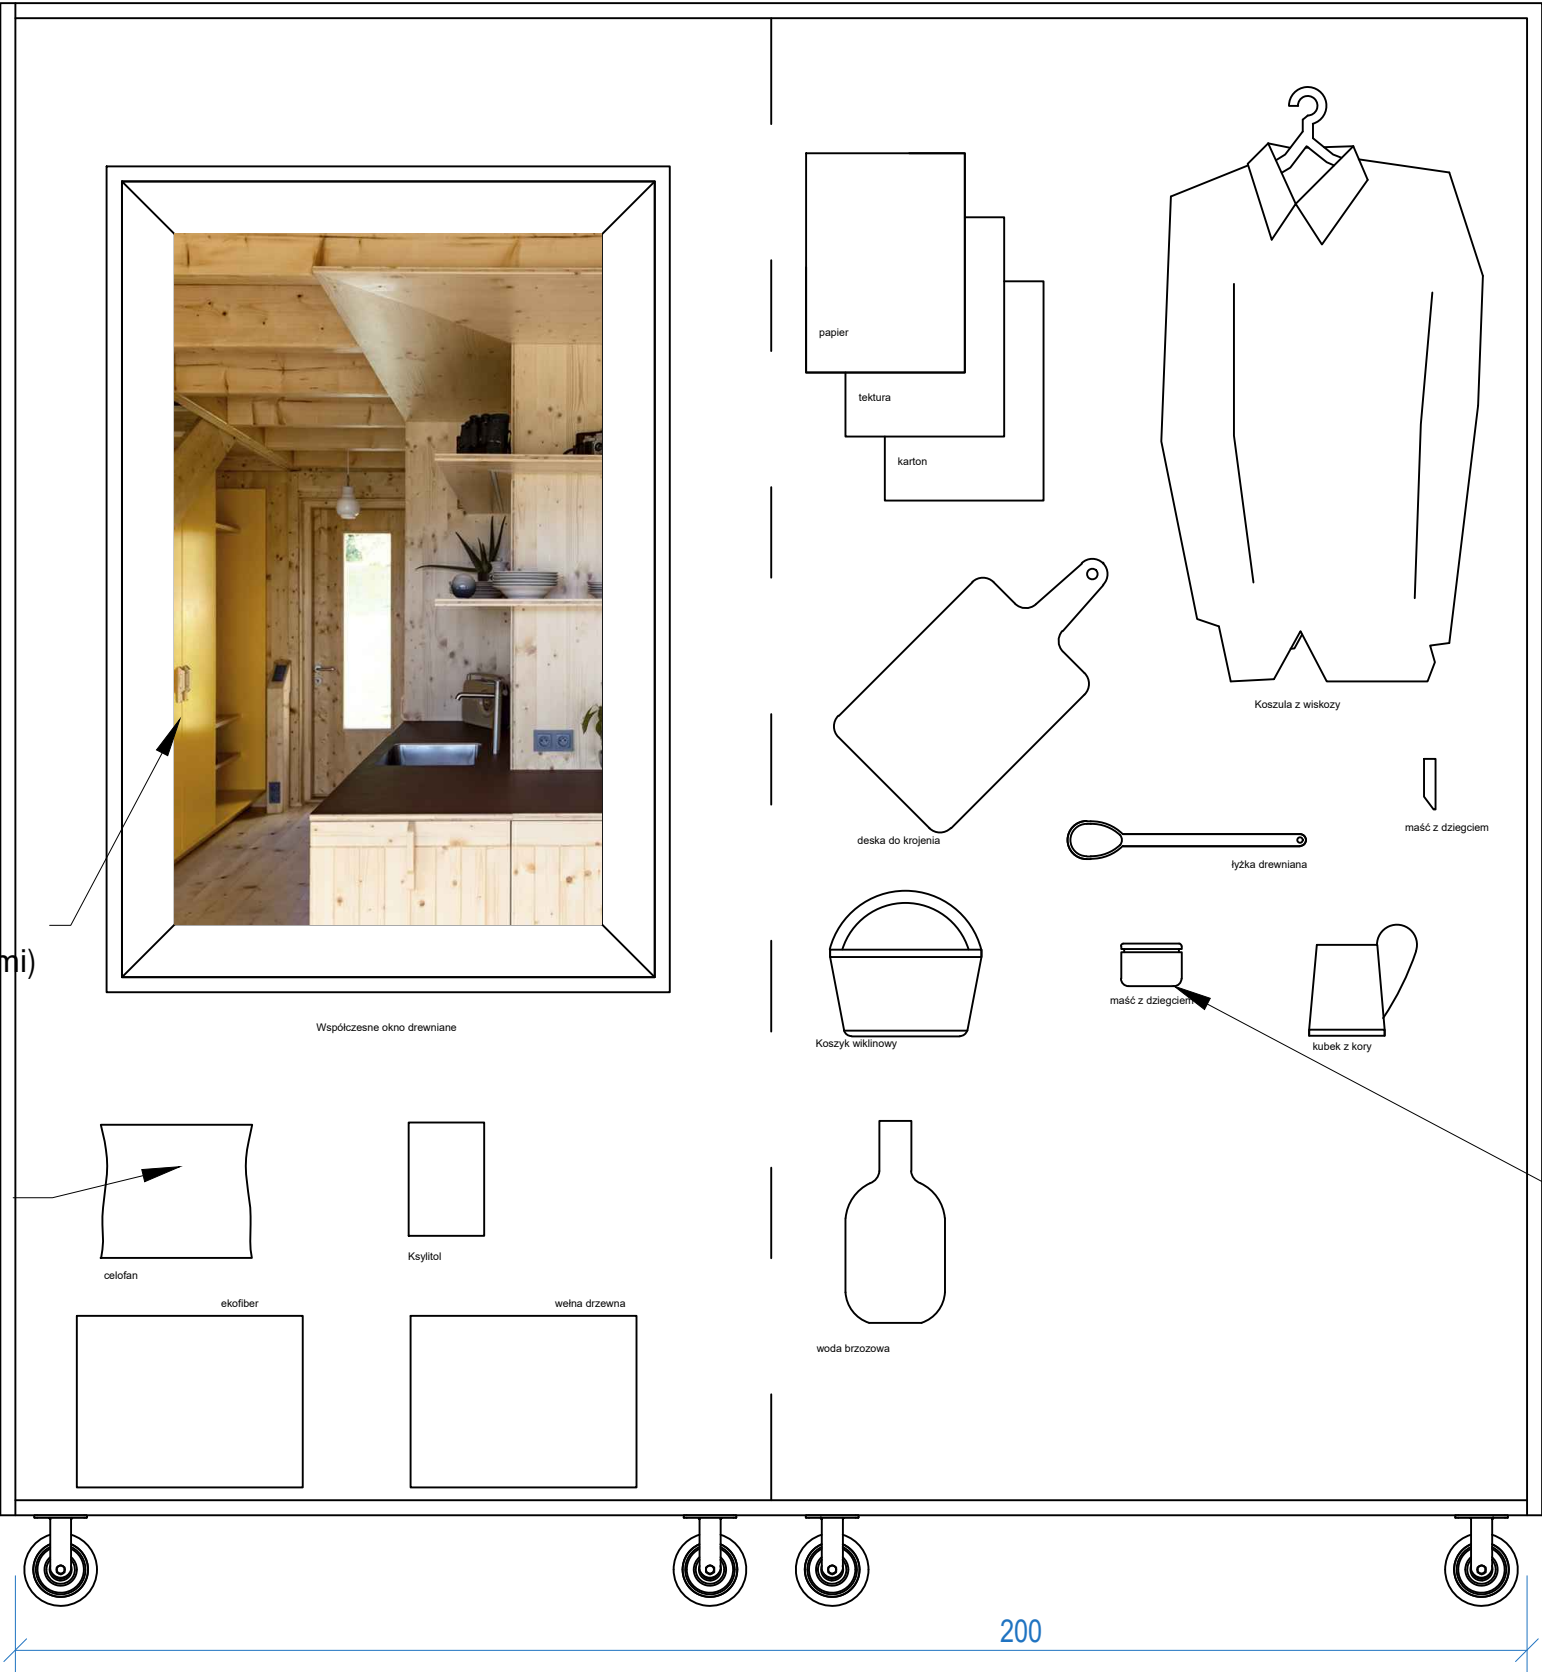 papier
tektura
karton
Koszula z wiskozy
maść z dziegciem
deska do krojenia
łyżka drewniana
mi)
maść z dziegciem
Współczesne okno drewniane
Koszyk wiklinowy
kubek z kory
Ksylitol
celofan
ekofiber
wełna drzewna
woda brzozowa
200